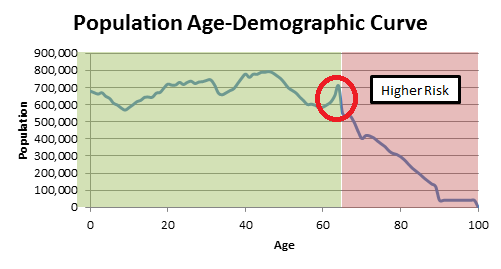 Population Age-Demographic Curve
900,000
800,000
700,000
600,000
500,000
400,000
300,000
200,000
100,000
0
Population
Higher Risk
0 20 40 60 80 100
Age